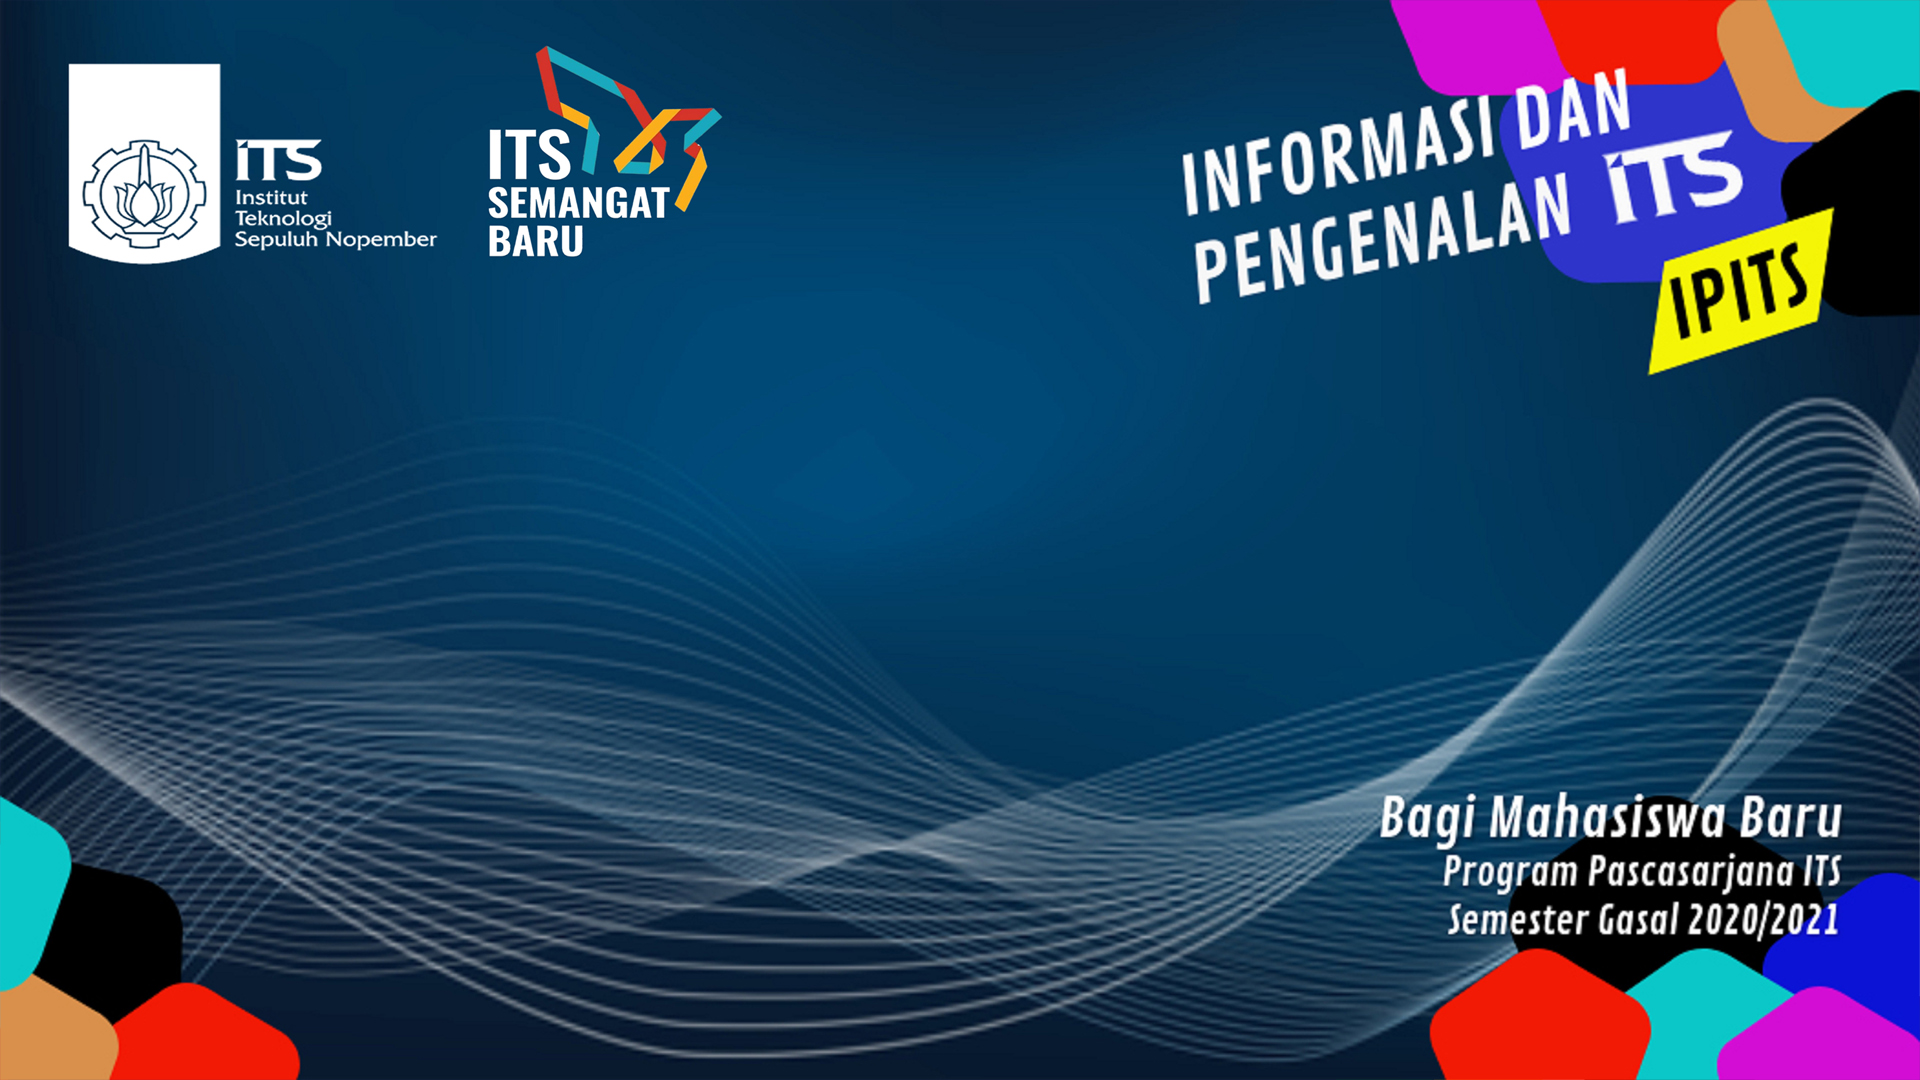 ITS
Institut
Teknologi
Sepuluh Nopember
ITS
SEMANGAT
BARU
INFORMASI DAN
PENGENALAN ITS
IPITS
Bagi Mahasiswa Baru
Program Pascasarjana ITS
Semester Gasal 2020/2021